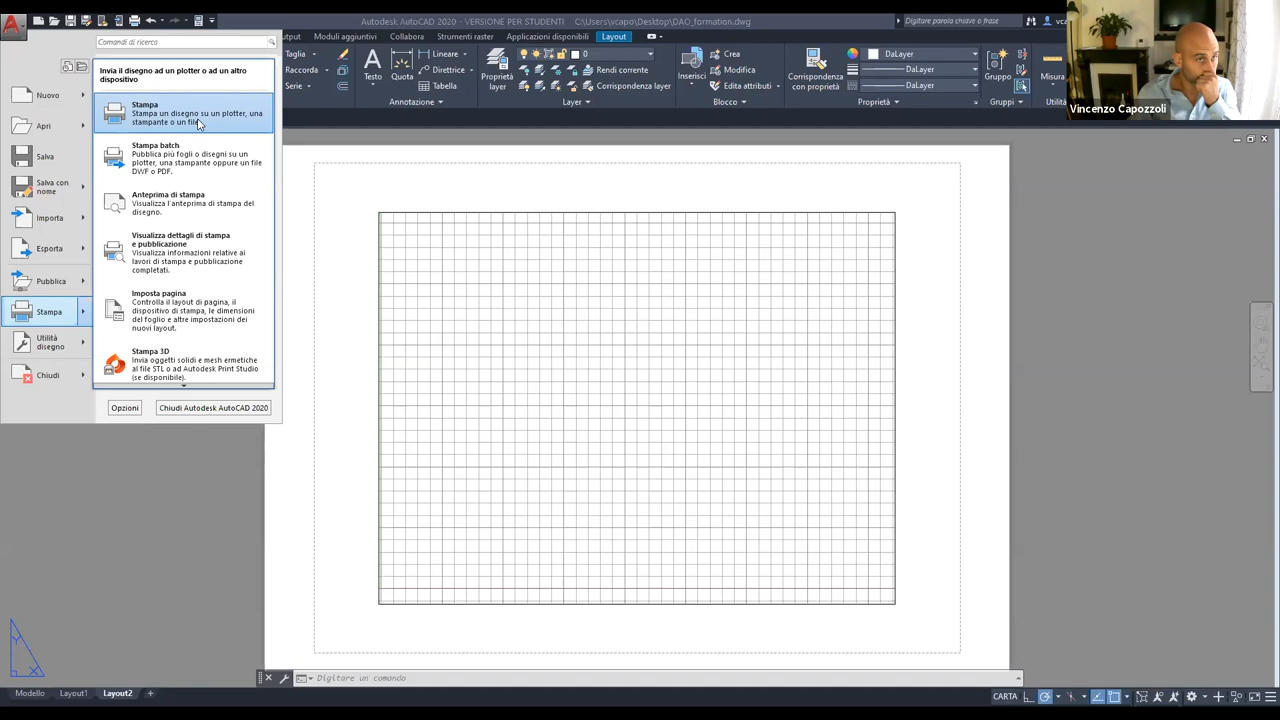 Autodesk AutoCAD 2020 - VERSIONE PER STUDENTI C:\Users\vcapo\Desktop\DAO_formation.dwg
Digitare parola chiave o frase
vca
Comandi di ricerca
Moduli aggiuntivi
Collabora
Strumenti raster
Applicazioni disponibili
Layout
Taglia
Raccorda
Serie
Testo
Quota
Lineare
Direttrice
Tabella
Annotazione
Proprietà
layer
0
Layer
Inserisci
Crea
Modifica
Edita attributi
Blocco
Corrispondenza
con proprietà
DaLayer
DaLayer
DaLayer
Proprietà
Gruppo
Gruppi
Misura
Vincenzo Capozzoli
Invia il disegno ad un plotter o ad un altro
dispositivo
Nuovo
Apri
Salva
Salva con
nome
Importa
Esporta
Pubblica
Stampa
Utilità
disegno
Chiudi
Stampa
Stampa un disegno su un plotter, una
stampante o un file.
Stampa batch
Pubblica più fogli o disegni su un
plotter, una stampante oppure un file
DWF o PDF.
Anteprima di stampa
Visualizza l'anteprima di stampa del
disegno.
Visualizza dettagli di stampa
e pubblicazione
Visualizza informazioni relative ai
lavori di stampa e pubblicazione
completati.
Imposta pagina
Controlla il layout di pagina, il
dispositivo di stampa, le dimensioni
del foglio e altre impostazioni dei
nuovi layout.
Stampa 3D
Invia oggetti solidi e mesh ermetiche
al file STL o ad Autodesk Print Studio
(se disponibile).
Opzioni
Chiudi Autodesk AutoCAD 2020
Y
X
Digitare un comando
Modello
Layout1
Layout2
CARTA